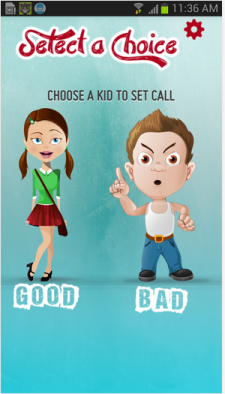 11:36 AM
Select a Choice
CHOOSE A KID TO SET CALL
GOOD BAD